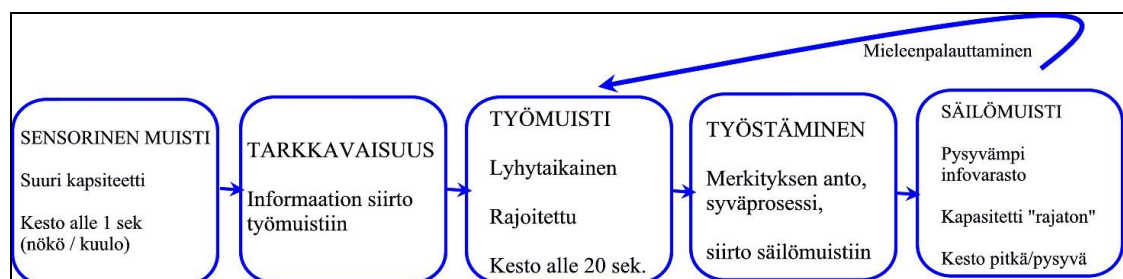 Mieleenpalauttaminen
SENSORINEN MUISTI
Suuri kapsiteetti
Kesto alle 1 sek
(nökö / kuulo)
TARKKAVAISUUS
Informaation siirto
työmuistiin
TYÖMUISTI
Lyhytaikainen
Rajoitettu
Kesto alle 20 sek.
TYÖSTÄMINEN
Merkityksen anto,
syväprosessi,
siirto säilömuistiin
SÄILÖMUISTI
Pysyvämpi
infovarasto
Kapasitetti "rajaton"
Kesto pitkä/pysyvä